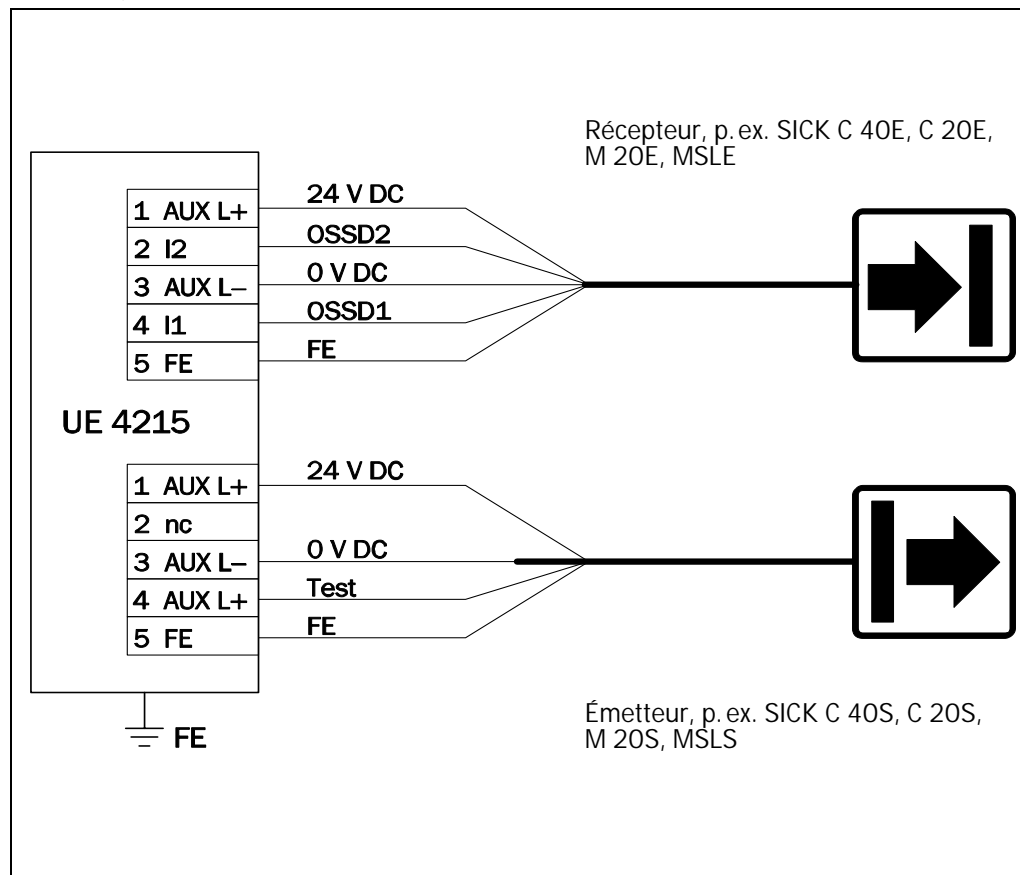 Récepteur, p. ex. SICK C 40E, C 20E,
M 20E, MSLE
1 AUX L+
24 V DC
2 I2
OSSD2
3 AUX L–
0 V DC
4 I1
OSSD1
5 FE
FE
UE 4215
1 AUX L+
24 V DC
2 nc
3 AUX L–
0 V DC
4 AUX L+
Test
5 FE
FE
FE
Émetteur, p. ex. SICK C 40S, C 20S,
M 20S, MSLS